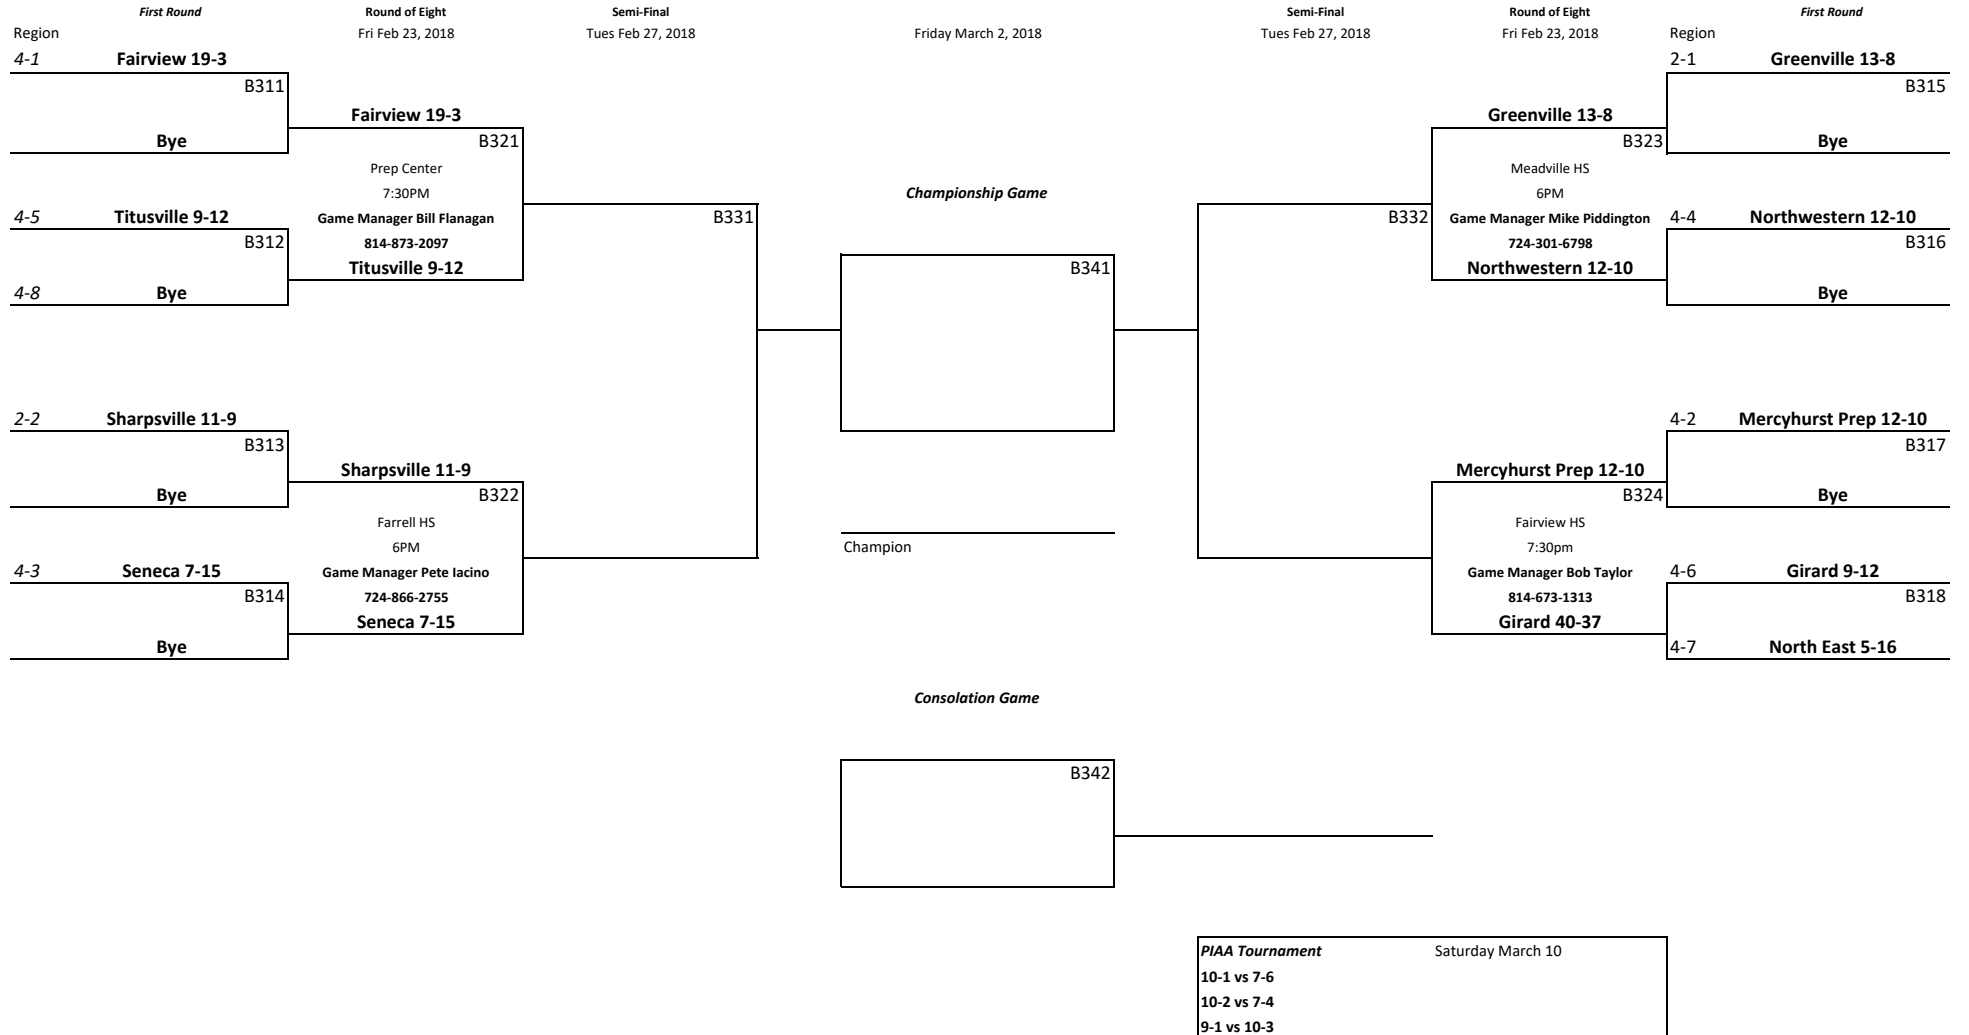 First Round Round of Eight Semi-Final Semi-Final Round of Eight First Round
Region Fri Feb 23, 2018 Tues Feb 27, 2018 Friday March 2, 2018 Tues Feb 27, 2018 Fri Feb 23, 2018 Region
4-1 Fairview 19-3 2-1 Greenville 13-8
B311 B315
Fairview 19-3 Greenville 13-8
Bye B321 B323 Bye
Prep Center Meadville HS
7:30PM Championship Game 6PM
4-5 Titusville 9-12 Game Manager Bill Flanagan B331 B332 Game Manager Mike Piddington 4-4 Northwestern 12-10
B312 814-873-2097 724-301-6798 B316
Titusville 9-12 B341 Northwestern 12-10
4-8 Bye Bye
2-2 Sharpsville 11-9 4-2 Mercyhurst Prep 12-10
B313 B317
Sharpsville 11-9 Mercyhurst Prep 12-10
Bye B322 B324 Bye
Farrell HS Fairview HS
6PM Champion 7:30pm
4-3 Seneca 7-15 Game Manager Pete Iacino Game Manager Bob Taylor 4-6 Girard 9-12
B314 724-866-2755 814-673-1313 B318
Seneca 7-15 Girard 40-37
Bye 4-7 North East 5-16
Consolation Game
B342
PIAA Tournament Saturday March 10
10-1 vs 7-6
10-2 vs 7-4
9-1 vs 10-3